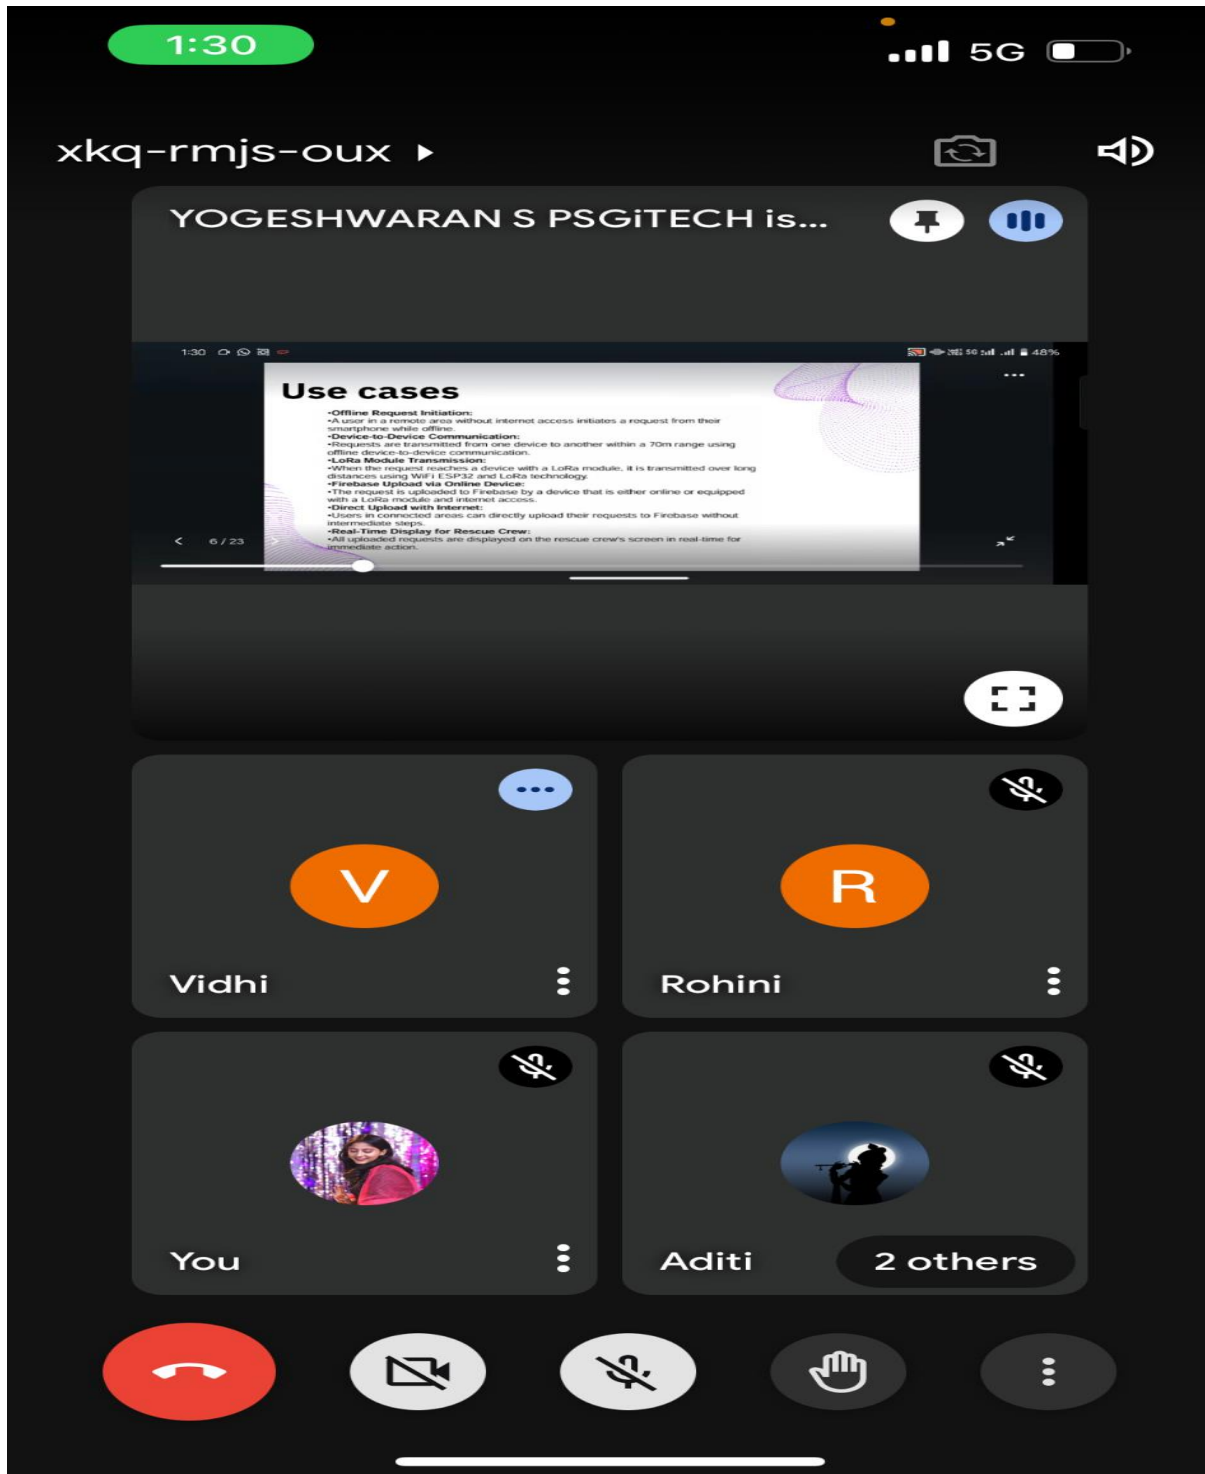 1:30
5G
xkq-rmjs-oux
YOGESHWARAN S PSGiTECH is...
1:30
5G
48%
Use cases
•Offline Request Initiation:
•A user in a remote area without internet access initiates a request from their
smartphone while offline.
•Device-to-Device Communication:
•Requests are transmitted from one device to another within a 70m range using
offline device-to-device communication.
•LoRa Module Transmission:
•When the request reaches a device with a LoRa module, it is transmitted over long
distances using WiFi ESP32 and LoRa technology.
•Firebase Upload via Online Device:
•The request is uploaded to Firebase by a device that is either online or equipped
with a LoRa module and internet access.
•Direct Upload with Internet:
•Users in connected areas can directly upload their requests to Firebase without
intermediate steps.
•Real-Time Display for Rescue Crew:
•All uploaded requests are displayed on the rescue crew's screen in real-time for
immediate action.
6 / 23
V
R
Vidhi
Rohini
You
Aditi
2 others